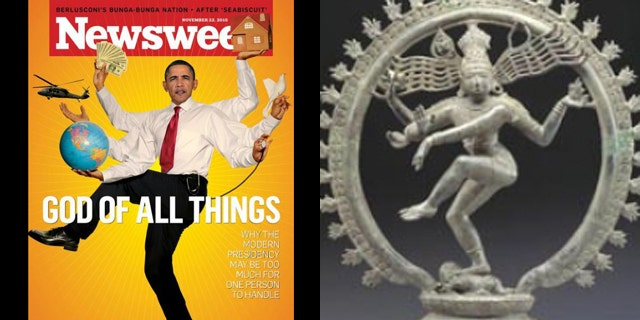 BERLUSCONI'S BUNGA-BUNGA NATION • AFTER 'SEABISCUIT'
NOVEMBER 22, 2010
Newswee
GOD OF ALL THINGS
WHY THE
MODERN
PRESIDENCY
MAY BE TOO
MUCH FOR
ONE PERSON
TO HANDLE